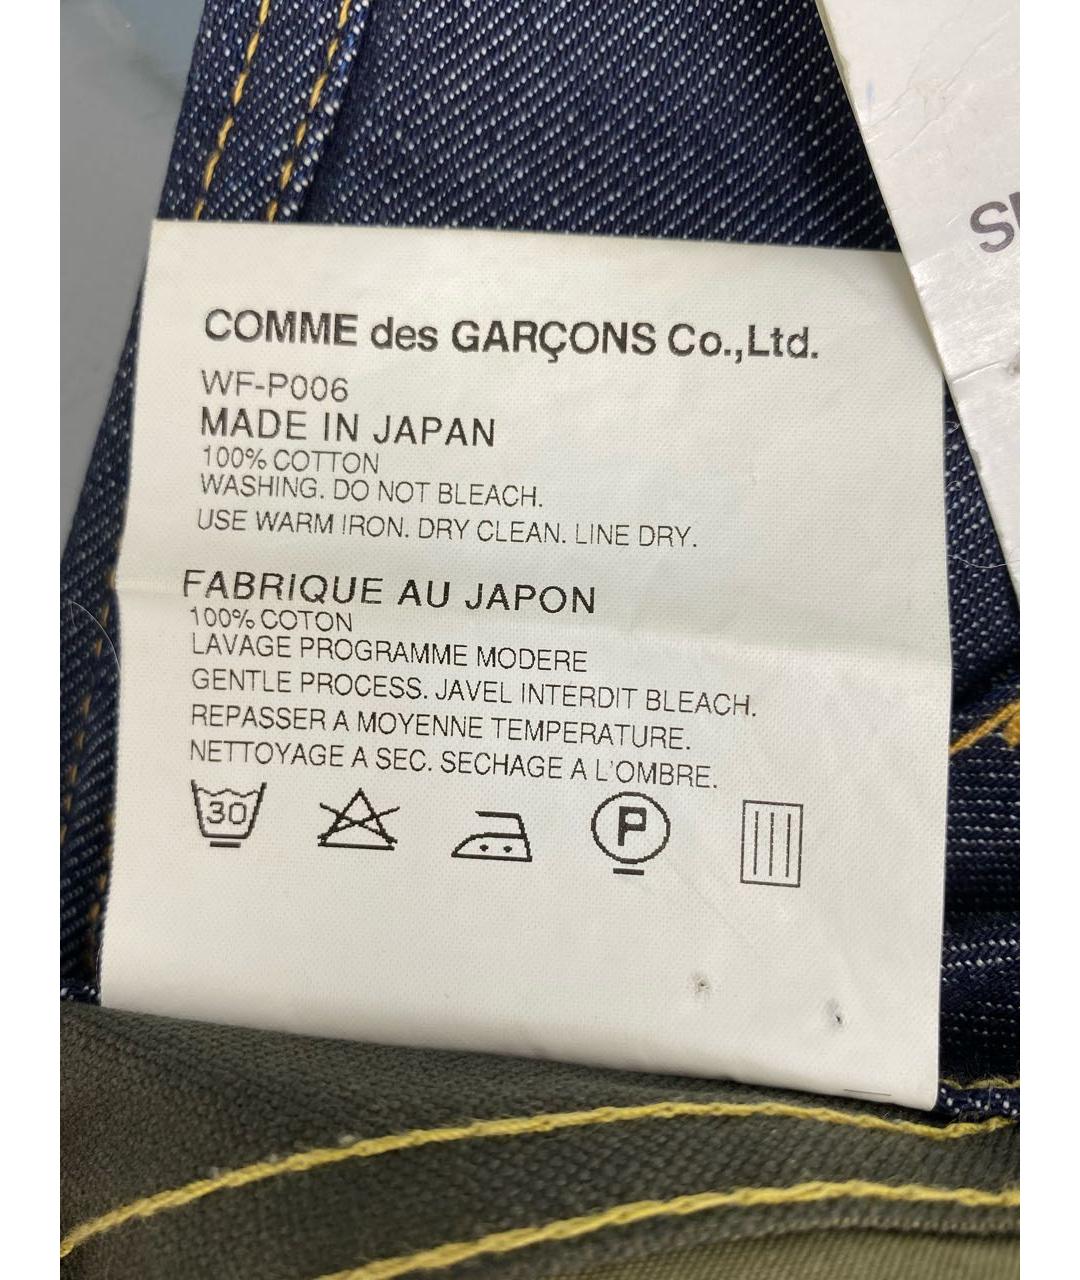 COMME des GARÇONS Co.,Ltd.
WF-P006
MADE IN JAPAN
100% COTTON
WASHING. DO NOT BLEACH.
USE WARM IRON. DRY CLEAN. LINE DRY.
FABRIQUE AU JAPON
100% COTON
LAVAGE PROGRAMME MODERE
GENTLE PROCESS. JAVEL INTERDIT BLEACH.
REPASSER A MOYENNE TEMPERATURE.
NETTOYAGE A SEC. SECHAGE A L'OMBRE.
30 P